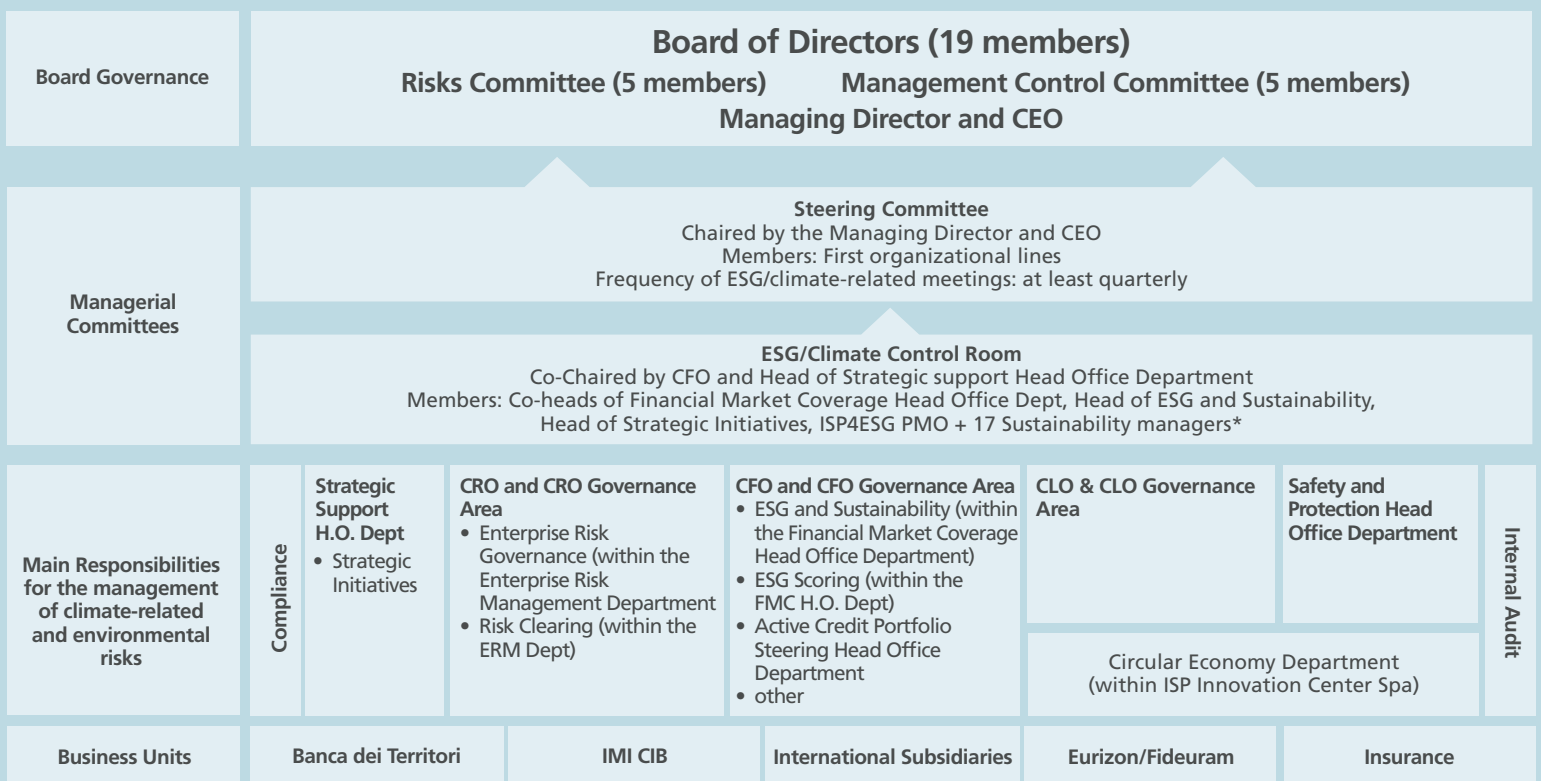 Board Governance
Board of Directors (19 members)
Risks Committee (5 members) Management Control Committee (5 members)
Managing Director and CEO
Managerial
Committees
Steering Committee
Chaired by the Managing Director and CEO
Members: First organizational lines
Frequency of ESG/climate-related meetings: at least quarterly
ESG/Climate Control Room
Co-Chaired by CFO and Head of Strategic support Head Office Department
Members: Co-heads of Financial Market Coverage Head Office Dept, Head of ESG and Sustainability,
Head of Strategic Initiatives, ISP4ESG PMO + 17 Sustainability managers*
Main Responsibilities
for the management
of climate-related
and environmental
risks
Compliance
Strategic
Support
H.O. Dept
• Strategic
Initiatives
CRO and CRO Governance
Area
• Enterprise Risk
Governance (within the
Enterprise Risk
Management Department
• Risk Clearing (within the
ERM Dept)
CFO and CFO Governance Area
• ESG and Sustainability (within
the Financial Market Coverage
Head Office Department)
• ESG Scoring (within the
FMC H.O. Dept)
• Active Credit Portfolio
Steering Head Office
Department
• other
CLO & CLO Governance
Area
Safety and
Protection Head
Office Department
Circular Economy Department
(within ISP Innovation Center Spa)
Internal Audit
Business Units
Banca dei Territori
IMI CIB
International Subsidiaries
Eurizon/Fideuram
Insurance